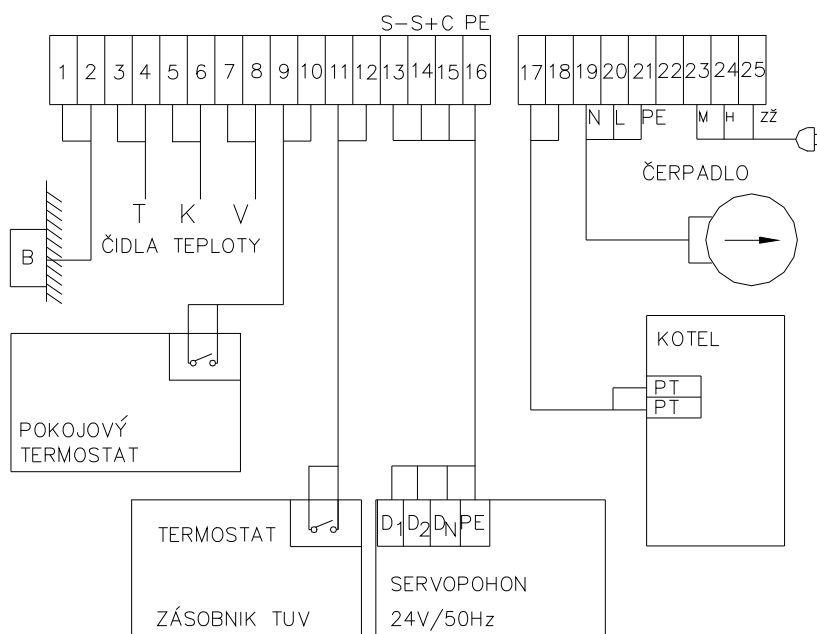 S-S+C PE
1 2 3 4 5 6 7 8 9 10 11 12 13 14 15 16
17 18 19 20 21 22 23 24 25
N L PE M H ZŽ
ČERPADLO
T K V
ČIDLA TEPLOTY
B
KOTEL
PT
PT
POKOJOVÝ
TERMOSTAT
D1 D2 DN PE
TERMOSTAT
SERVOPOHON
ZÁSOBNIK TUV
24V/50Hz